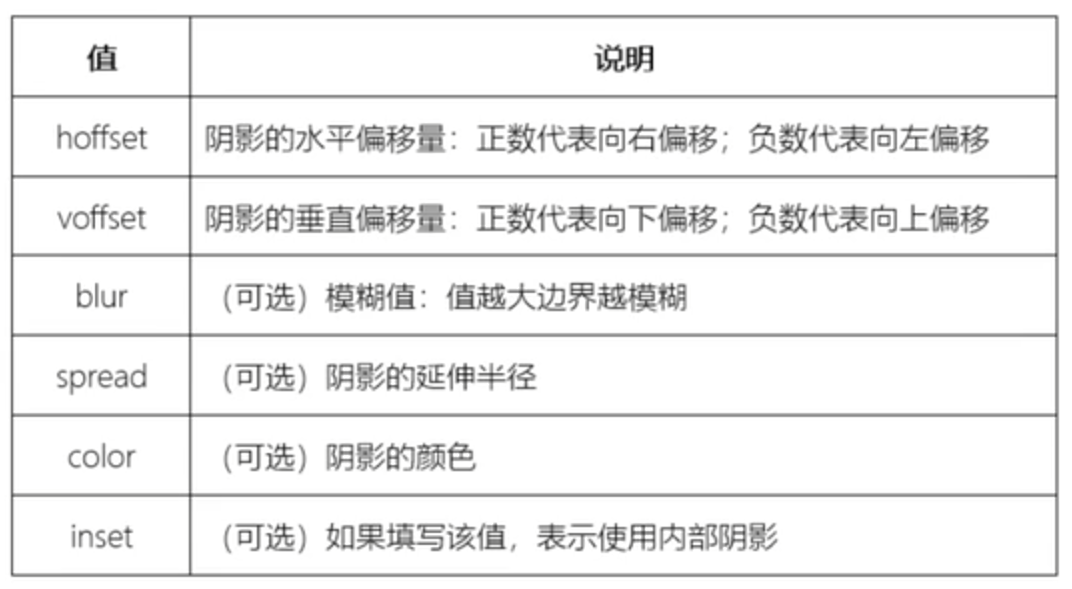 值 说明
hoffset 阴影的水平偏移量：正数代表向右偏移；负数代表向左偏移
voffset 阴影的垂直偏移量：正数代表向下偏移；负数代表向上偏移
blur （可选）模糊值：值越大边界越模糊
spread （可选）阴影的延伸半径
color （可选）阴影的颜色
inset （可选）如果填写该值，表示使用内部阴影